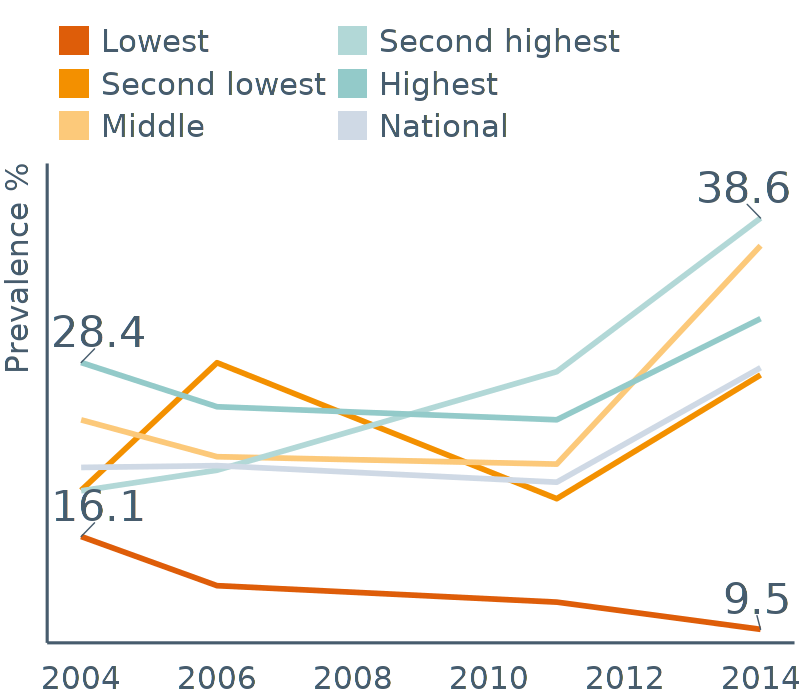 Lowest
Second lowest
Middle
Second highest
Highest
National
Prevalence %
38.6
28.4
16.1
9.5
2004 2006 2008 2010 2012 2014